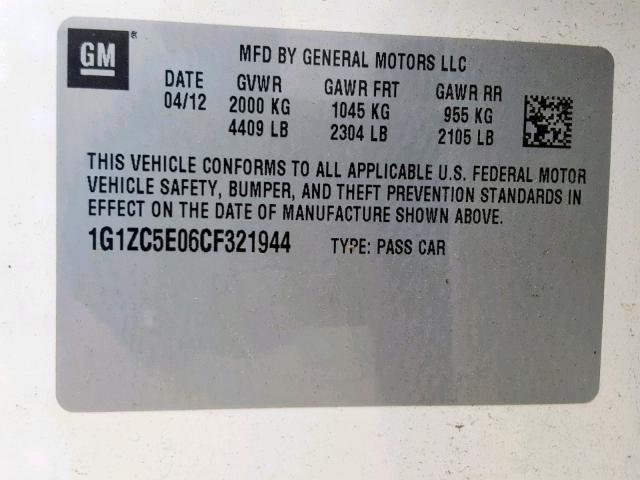 GM ®
MFD BY GENERAL MOTORS LLC
DATE GVWR GAWR FRT GAWR RR
04/12 2000 KG 1045 KG 955 KG
4409 LB 2304 LB 2105 LB
THIS VEHICLE CONFORMS TO ALL APPLICABLE U.S. FEDERAL MOTOR
VEHICLE SAFETY, BUMPER, AND THEFT PREVENTION STANDARDS IN
EFFECT ON THE DATE OF MANUFACTURE SHOWN ABOVE.
1G1ZC5E06CF321944 TYPE: PASS CAR